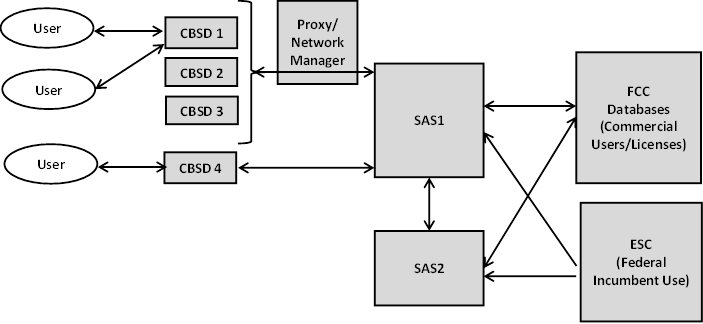 User
CBSD 1
Proxy/
Network
Manager
User
CBSD 2
CBSD 3
User
CBSD 4
SAS1
FCC
Databases
(Commercial
Users/Licenses)
SAS2
ESC
(Federal
Incumbent Use)